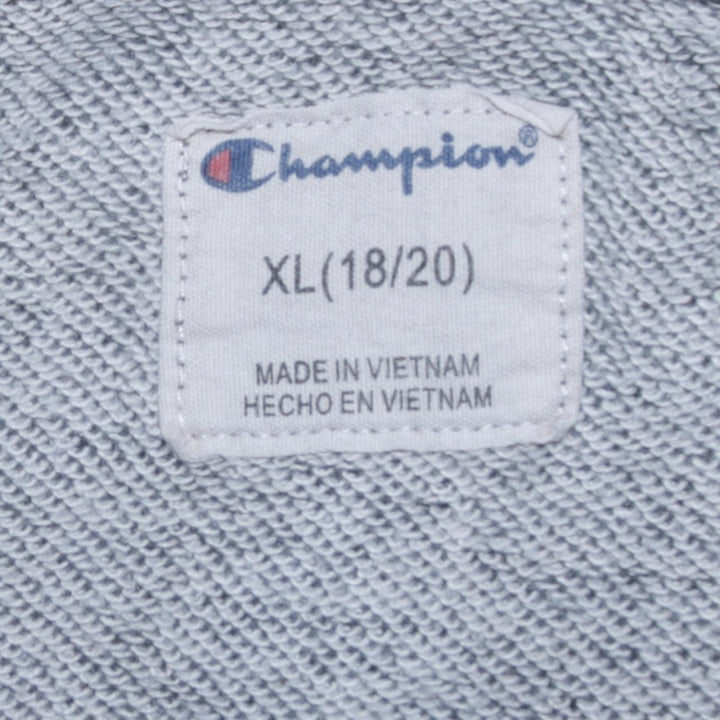 Champion®
XL(18/20)
MADE IN VIETNAM
HECHO EN VIETNAM